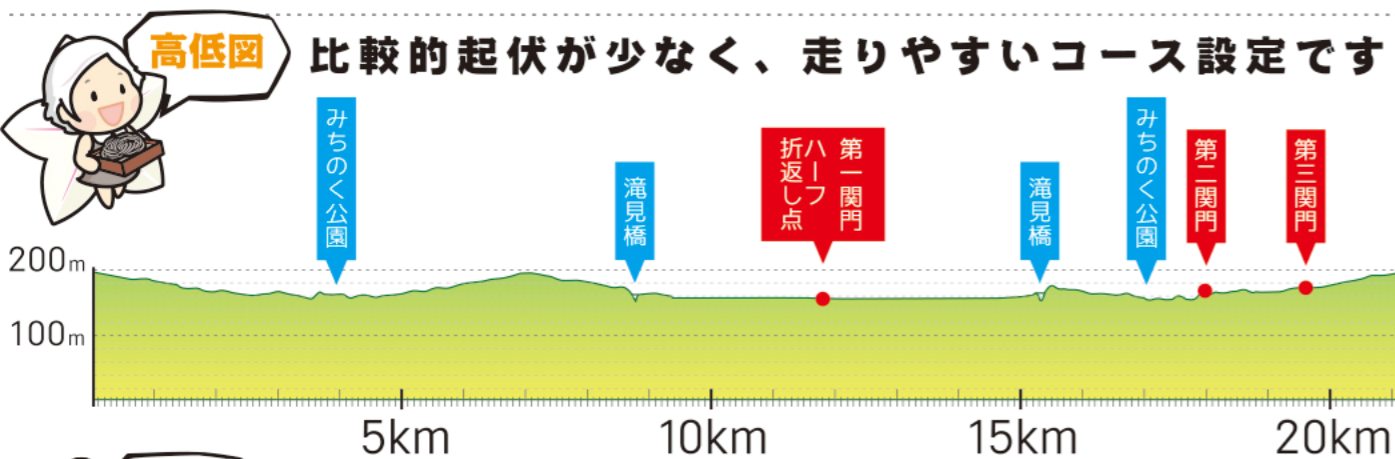 高低図
比較的起伏が少なく、走りやすいコース設定です
みちのく公園
滝見橋
第一関門
ハーフ
折返し点
滝見橋
みちのく公園
第二関門
第三関門
200m
100m
5km
10km
15km
20km